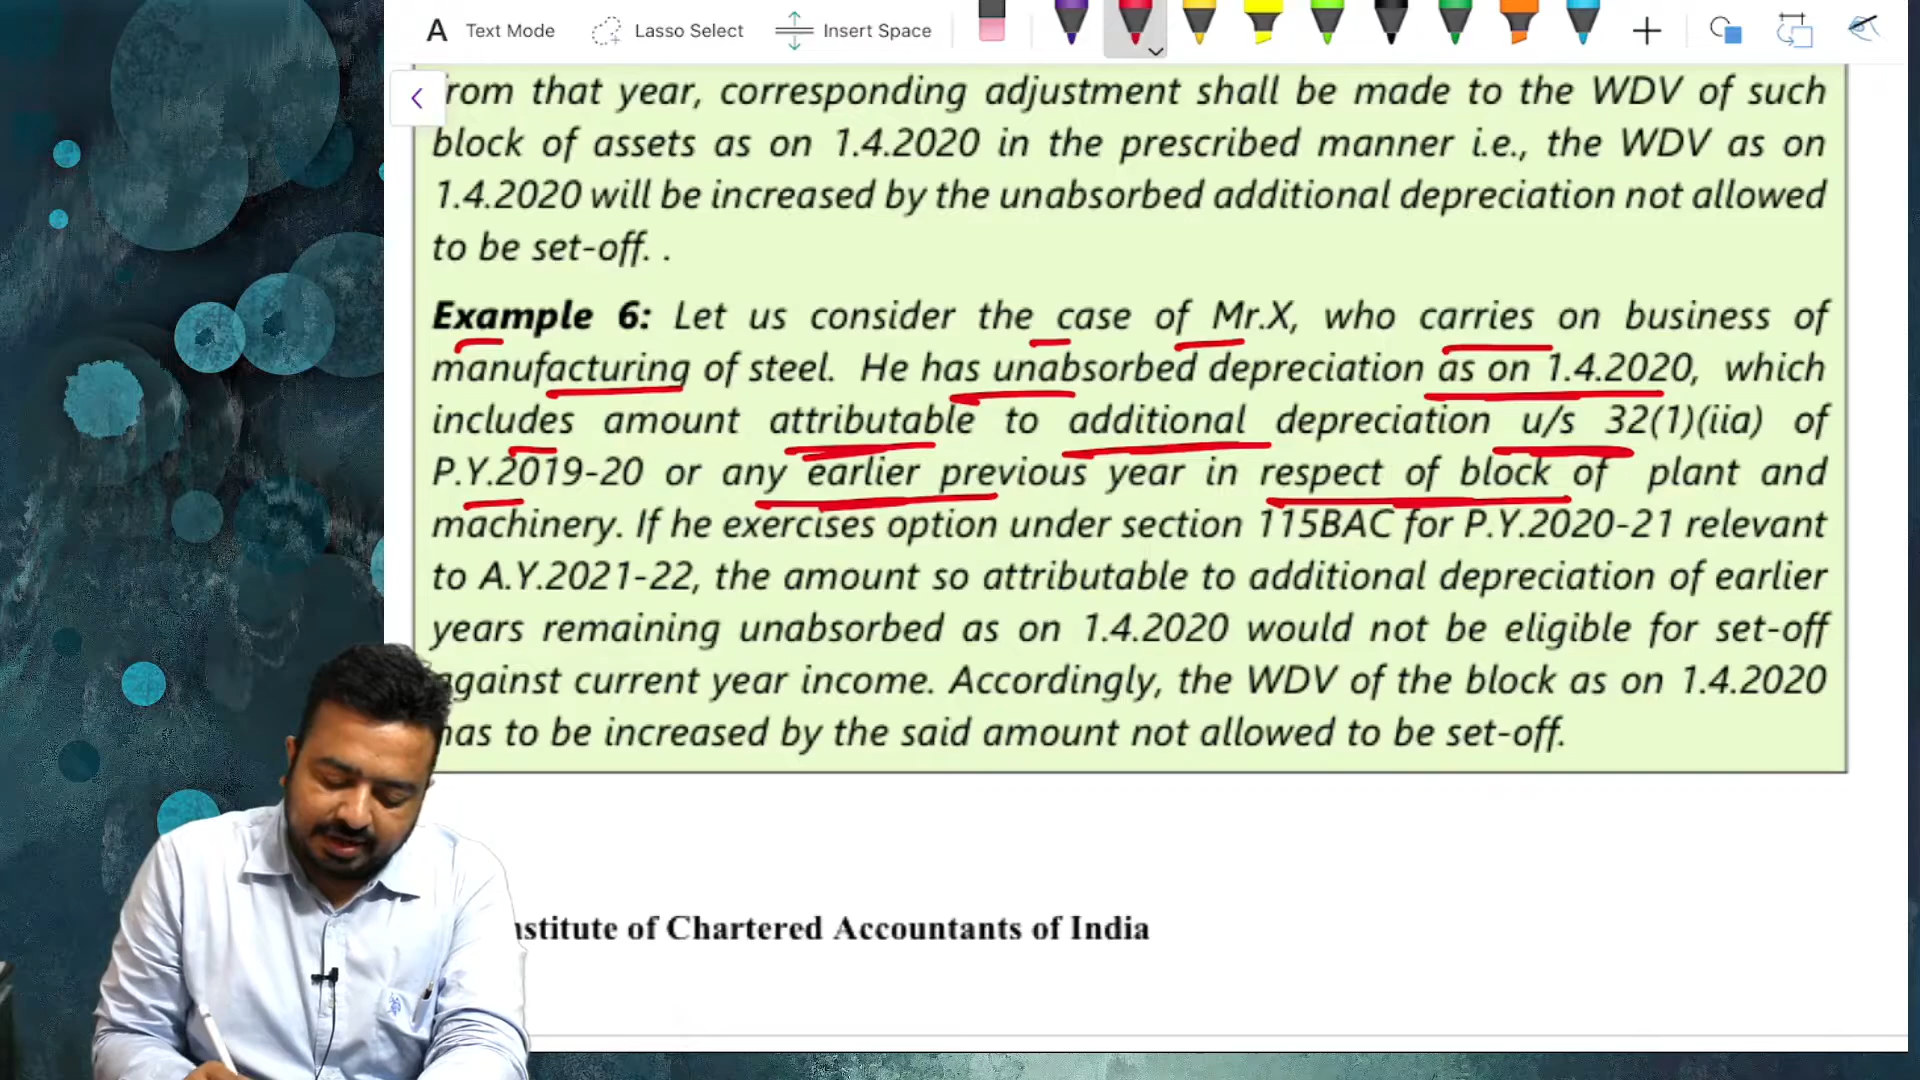 A Text Mode Lasso Select Insert Space
rom that year, corresponding adjustment shall be made to the WDV of such
block of assets as on 1.4.2020 in the prescribed manner i.e., the WDV as on
1.4.2020 will be increased by the unabsorbed additional depreciation not allowed
to be set-off. .
Example 6: Let us consider the case of Mr.X, who carries on business of
manufacturing of steel. He has unabsorbed depreciation as on 1.4.2020, which
includes amount attributable to additional depreciation u/s 32(1)(iia) of
P.Y.2019-20 or any earlier previous year in respect of block of plant and
machinery. If he exercises option under section 115BAC for P.Y.2020-21 relevant
to A.Y.2021-22, the amount so attributable to additional depreciation of earlier
years remaining unabsorbed as on 1.4.2020 would not be eligible for set-off
against current year income. Accordingly, the WDV of the block as on 1.4.2020
has to be increased by the said amount not allowed to be set-off.
nstitute of Chartered Accountants of India